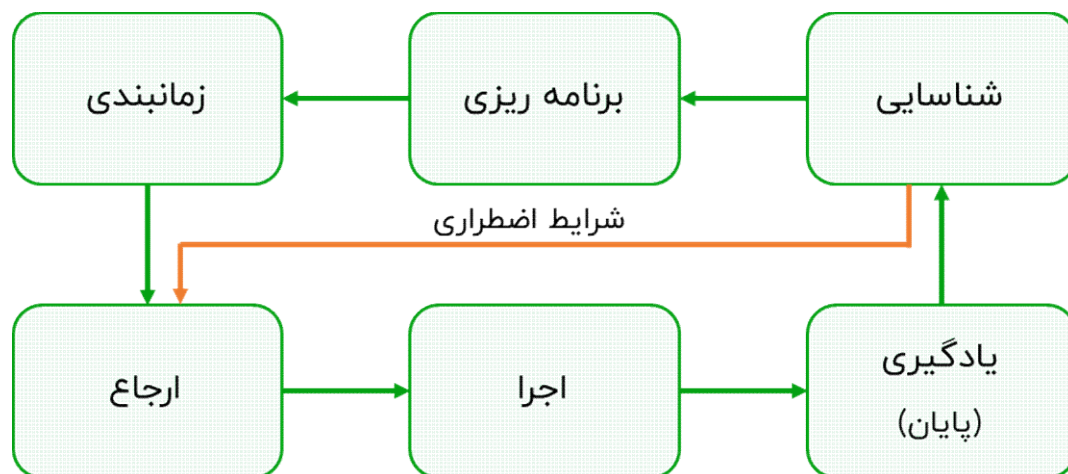 شناسایی
برنامه ریزی
زمانبندی
شرایط اضطراری
ارجاع
اجرا
یادگیری
(پایان)